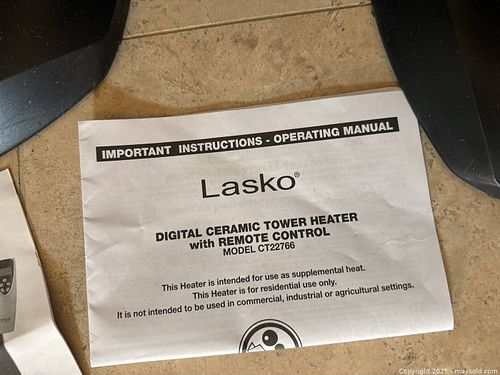 IMPORTANT INSTRUCTIONS - OPERATING MANUAL
Lasko®
DIGITAL CERAMIC TOWER HEATER
with REMOTE CONTROL
MODEL CT22766
This Heater is intended for use as supplemental heat.
This Heater is for residential use only.
It is not intended to be used in commercial, industrial or agricultural settings.
Copyright 2025 - maxsold.com